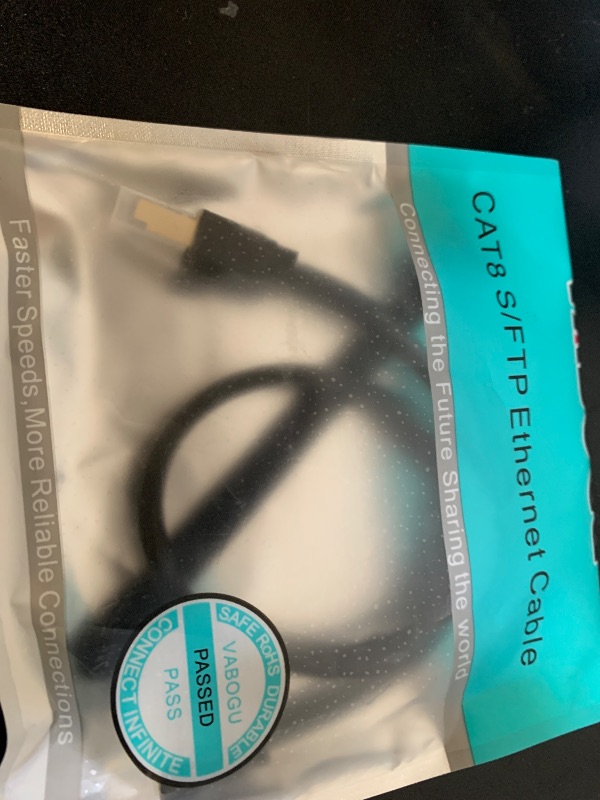 CAT8 S/FTP Ethernet Cable
Connecting the Future Sharing the world
SAFE RoHS DURABLE
VABOGU
PASSED
PASS
CONNECT INFINITE
Faster Speeds,More Reliable Connections